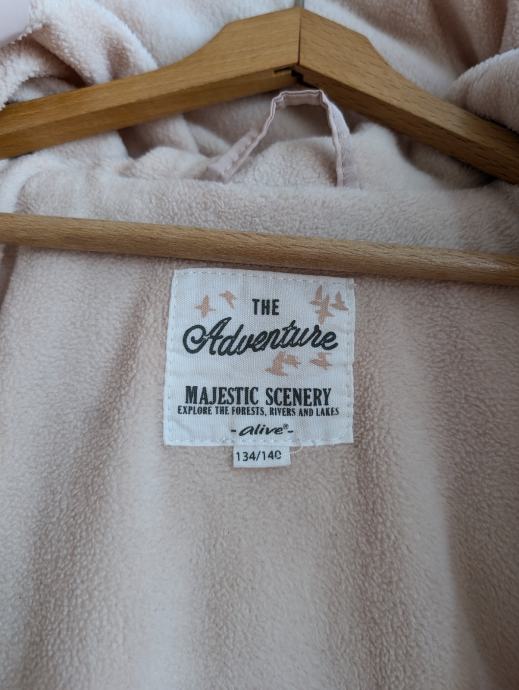 THE
Adventure
MAJESTIC SCENERY
EXPLORE THE FORESTS, RIVERS AND LAKES
-alive®-
134/140